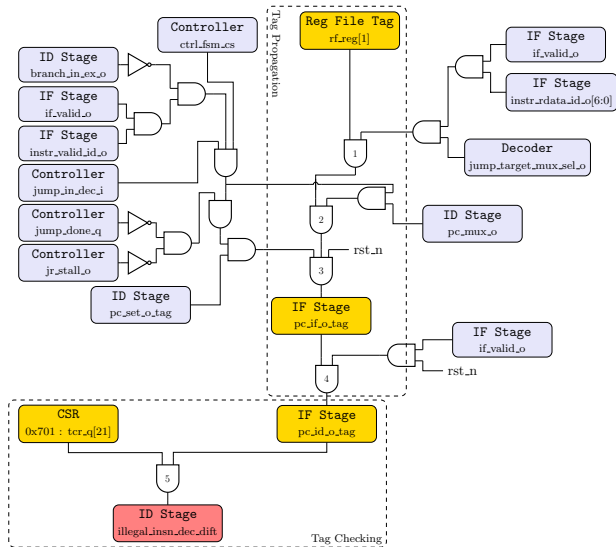 Controller
ctrl_fsm_cs
Tag Propagation
Reg File Tag
rf_reg[1]
IF Stage
if_valid_o
ID Stage
branch_in_ex_o
IF Stage
instr_rdata_id_o[6:0]
IF Stage
if_valid_o
IF Stage
instr_valid_id_o
Decoder
jump_target_mux_sel_o
1
Controller
jump_in_dec_i
Controller
jump_done_q
2
ID Stage
pc_mux_o
Controller
jr_stall_o
rst_n
3
ID Stage
pc_set_o_tag
IF Stage
pc_if_o_tag
IF Stage
if_valid_o
rst_n
4
CSR
0x701 : tcr_q[21]
IF Stage
pc_id_o_tag
5
ID Stage
illegal_insn_dec_dift
Tag Checking